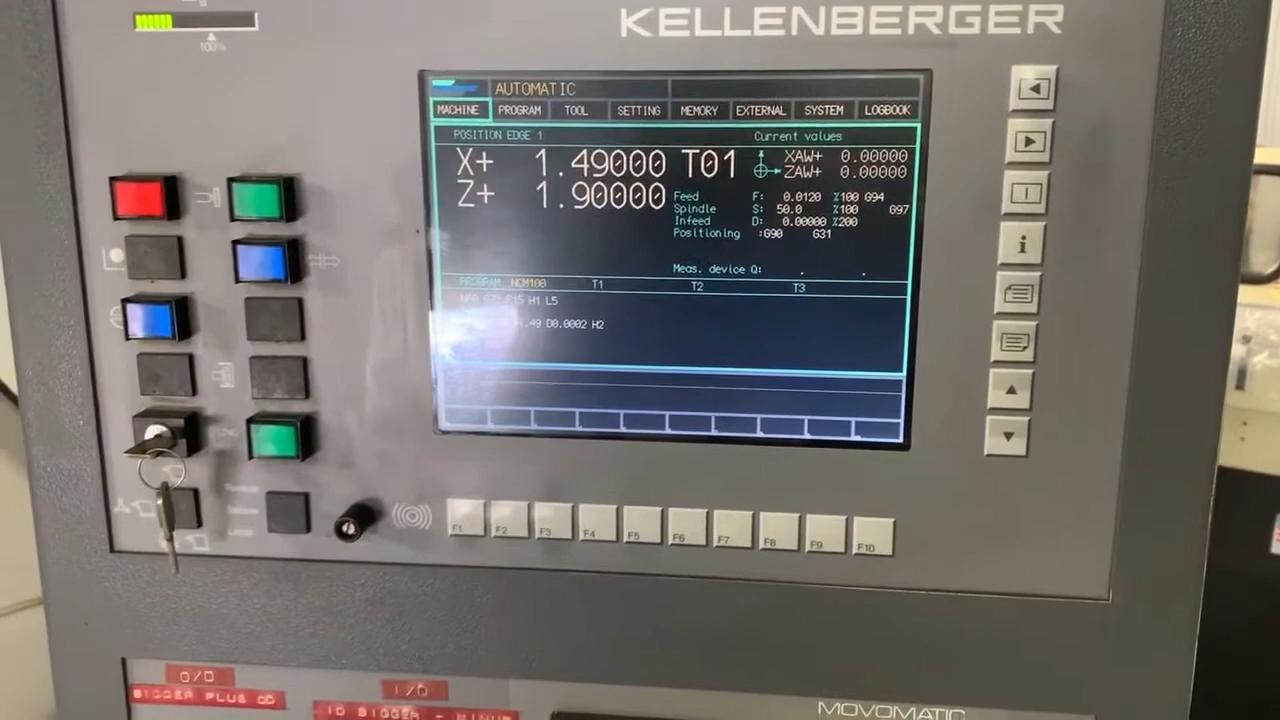 100%
KELLENBERGER
AUTOMATIC
MACHINE PROGRAM TOOL SETTING MEMORY EXTERNAL SYSTEM LOGBOOK
POSITION EDGE 1 Current values
X+ 1.49000 T01 XAW+ 0.00000
Z+ 1.90000 ZAW+ 0.00000
Feed F: 0.0120 %100 G94
Spindle S: 50.0 %100 G97
Infeed D: 0.00000 %200
Positioning :G90 G31
Meas. device Q: . .
PROGRAM NCM100 T1 T2 T3
H1 L5
.49 D0.0002 H2
F1 F2 F3 F4 F5 F6 F7 F8 F9 F10
O/D
BIGGER PLUS OD
I/D
ID BIGGER - MINUS
MOVOMATIC